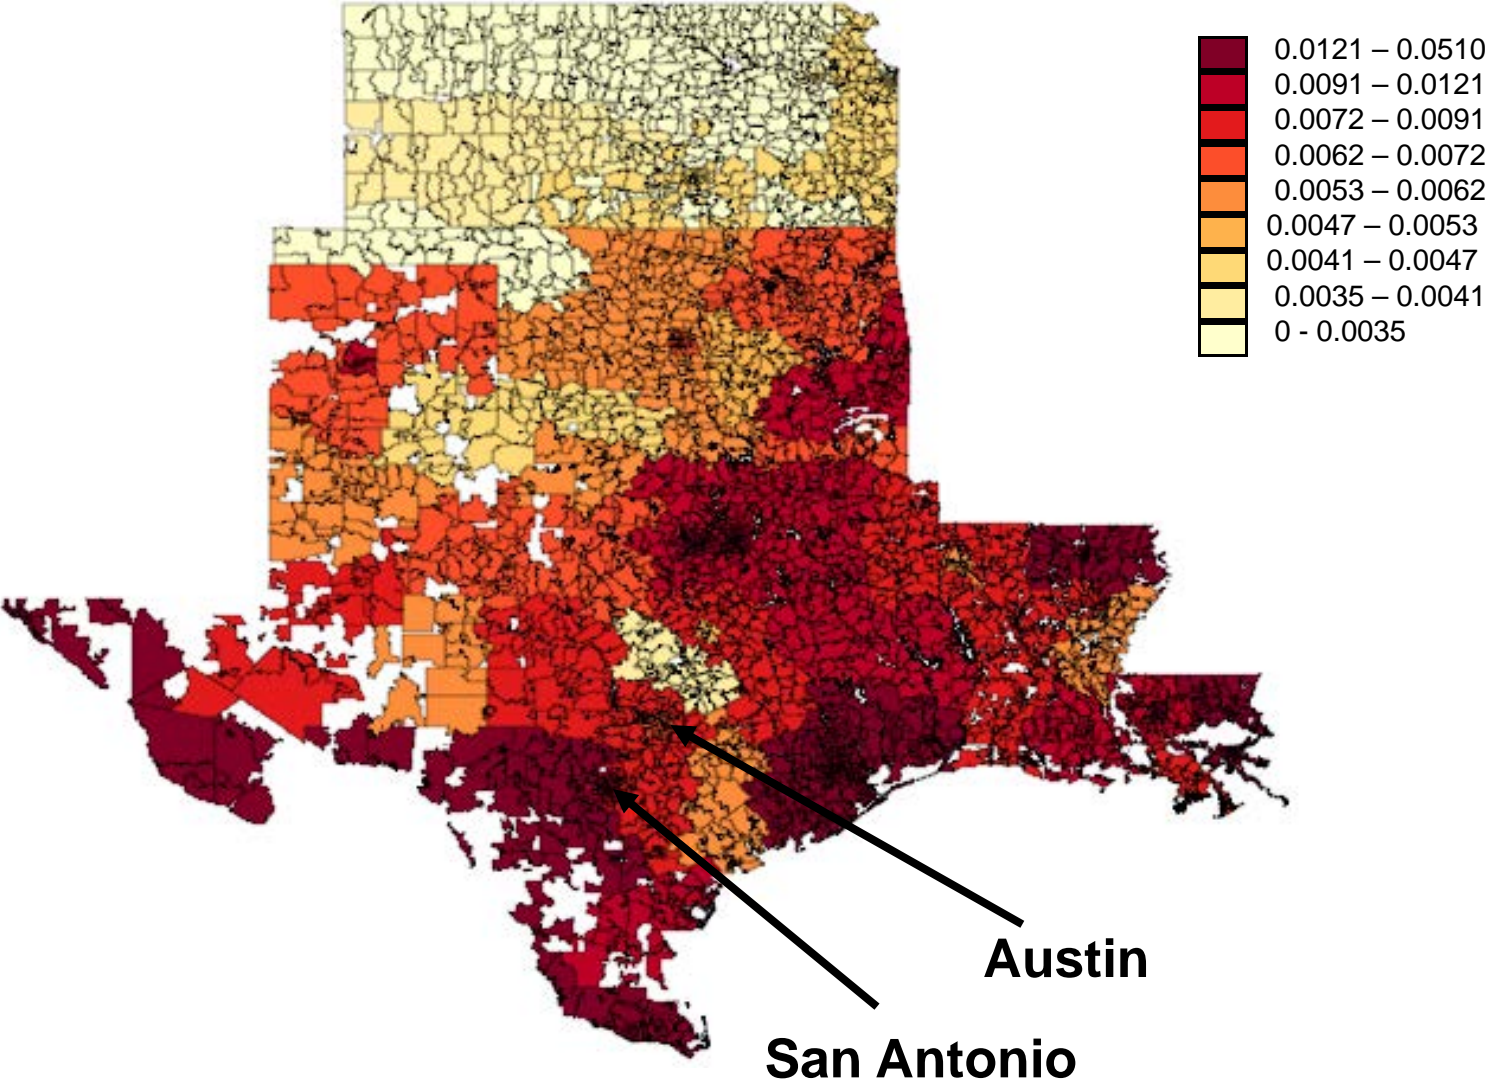 0.0121 – 0.0510
0.0091 – 0.0121
0.0072 – 0.0091
0.0062 – 0.0072
0.0053 – 0.0062
0.0047 – 0.0053
0.0041 – 0.0047
0.0035 – 0.0041
0 - 0.0035
Austin
San Antonio